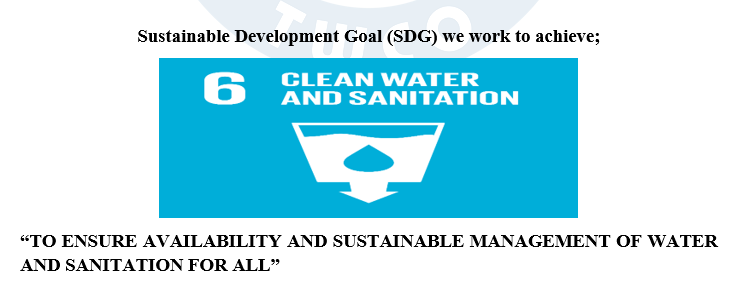 TUICO
Sustainable Development Goal (SDG) we work to achieve;
6 CLEAN WATER
AND SANITATION
“TO ENSURE AVAILABILITY AND SUSTAINABLE MANAGEMENT OF WATER
AND SANITATION FOR ALL”